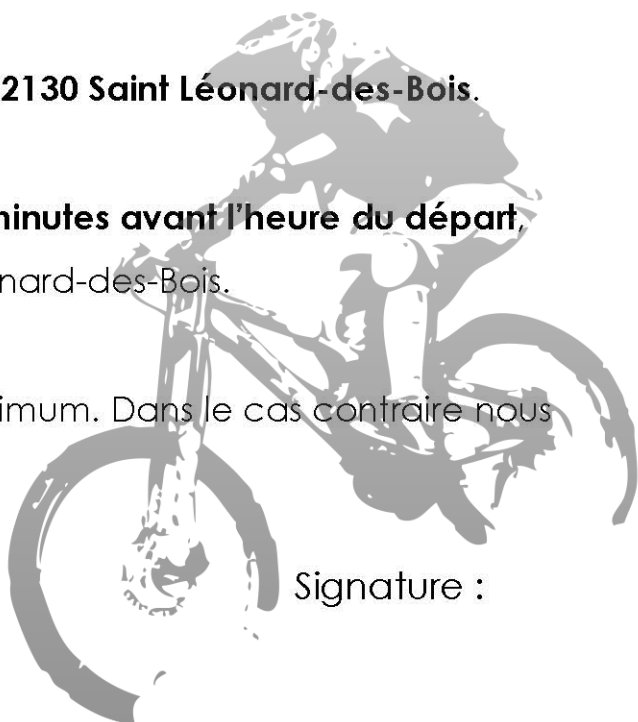 2130 Saint Léonard-des-Bois.
minutes avant l'heure du départ,
nard-des-Bois.
imum. Dans le cas contraire nous
Signature :